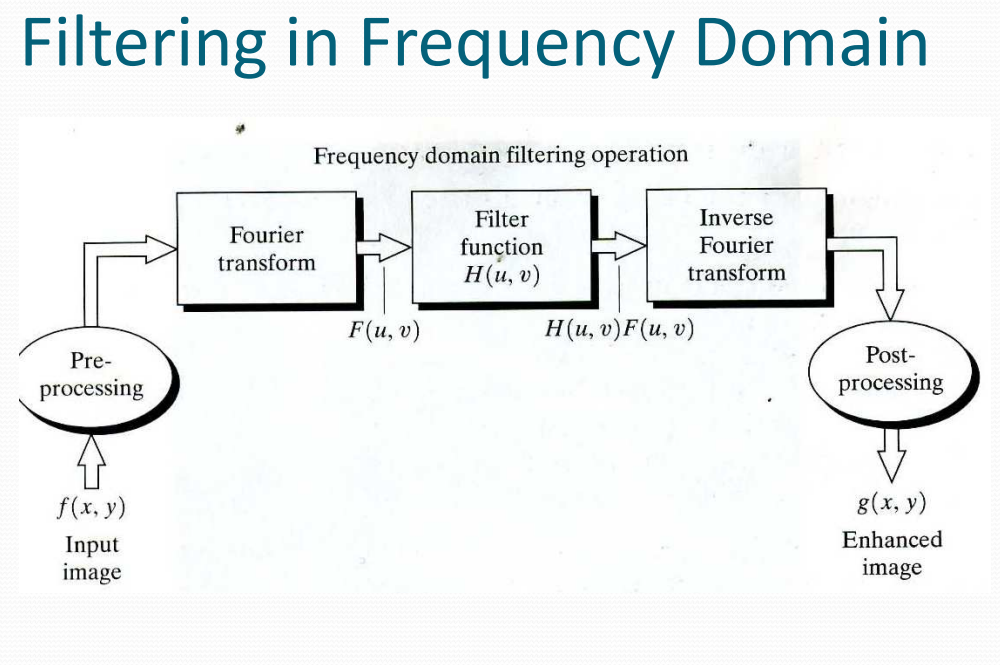 Filtering in Frequency Domain
Frequency domain filtering operation
Fourier
transform
Filter
function
H(u, v)
Inverse
Fourier
transform
F(u, v)
H(u, v)F(u, v)
Pre-
processing
Post-
processing
f(x, y)
Input
image
g(x, y)
Enhanced
image